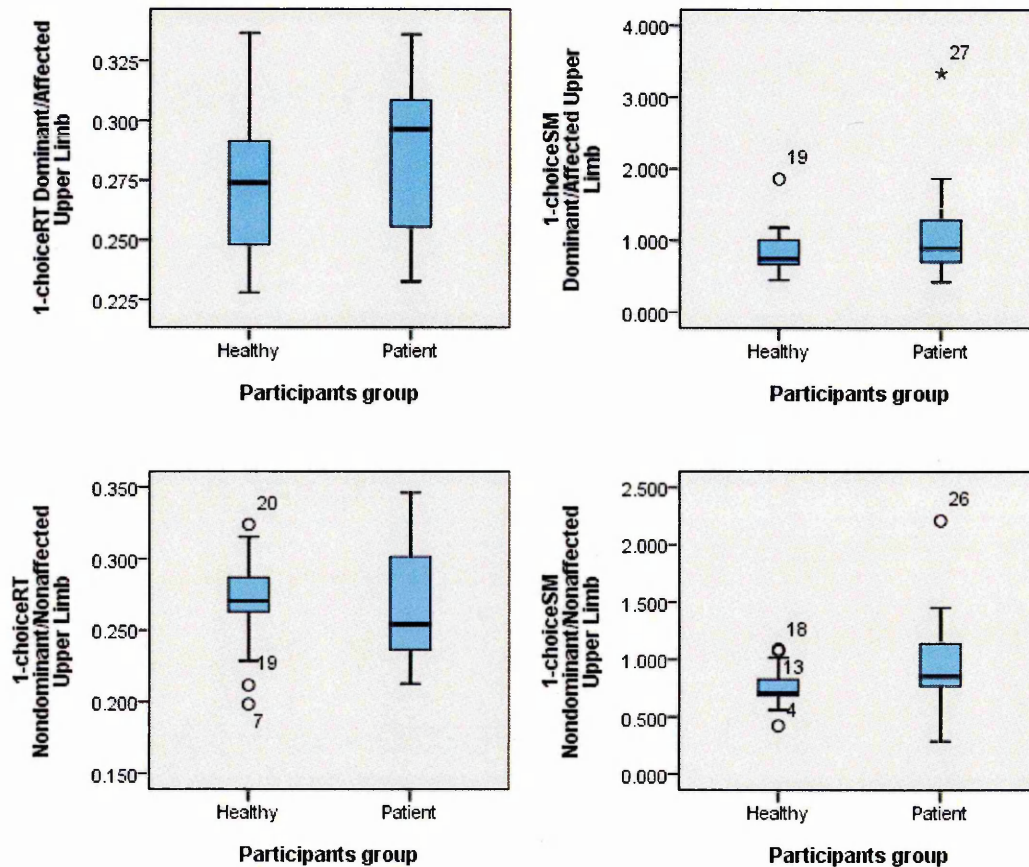 1-choiceRT Dominant/Affected
Upper Limb
0.325
0.300
0.275
0.250
0.225
Healthy
Patient
Participants group
1-choiceSM
Dominant/Affected Upper
Limb
4.000
3.000
2.000
1.000
0.000
19
27
Healthy
Patient
Participants group
1-choiceRT
Nondominant/Nonaffected
Upper Limb
0.350
0.300
0.250
0.200
0.150
20
19
7
Healthy
Patient
Participants group
1-choiceSM
Nondominant/Nonaffected
Upper Limb
2.500
2.000
1.500
1.000
0.500
0.000
18
13
4
26
Healthy
Patient
Participants group